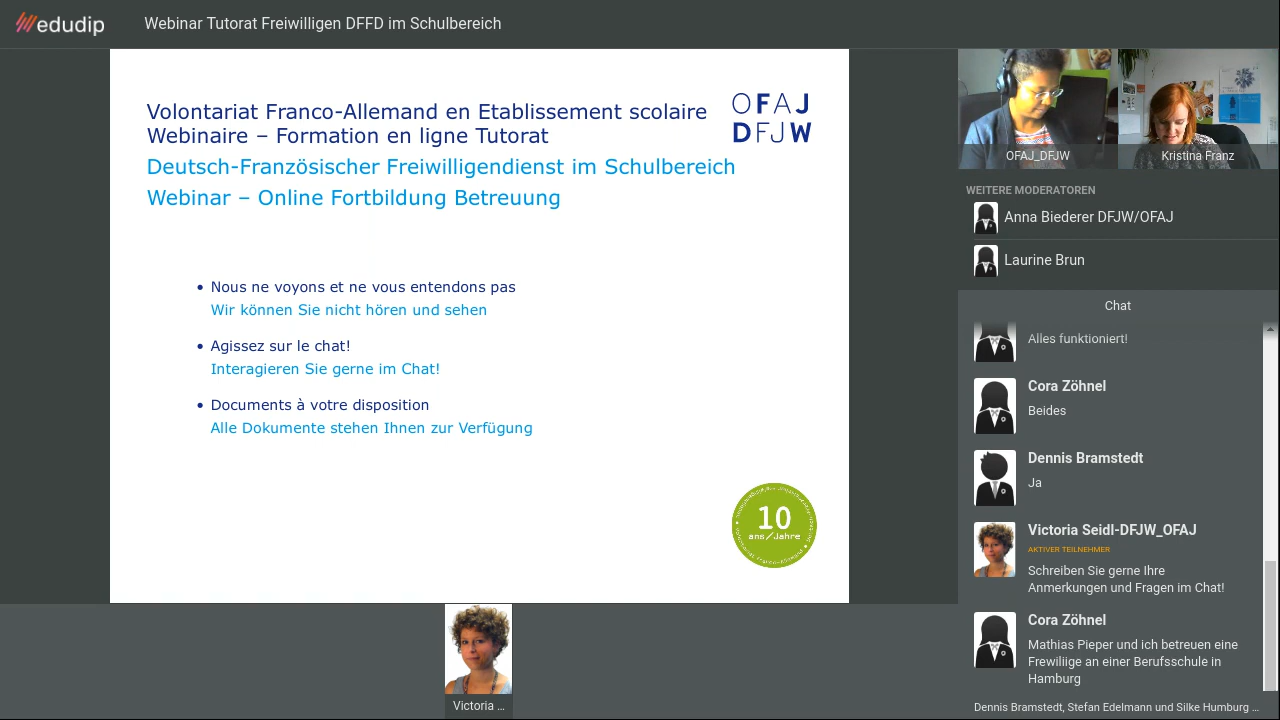 edudip
Webinar Tutorat Freiwilligen DFFD im Schulbereich
Volontariat Franco-Allemand en Etablissement scolaire
Webinaire – Formation en ligne Tutorat
Deutsch-Französischer Freiwilligendienst im Schulbereich
Webinar – Online Fortbildung Betreuung
OFAJ
DFJW
• Nous ne voyons et ne vous entendons pas
Wir können Sie nicht hören und sehen
• Agissez sur le chat!
Interagieren Sie gerne im Chat!
• Documents à votre disposition
Alle Dokumente stehen Ihnen zur Verfügung
10
ans/Jahre
Victoria ...
OFAJ_DFJW
Kristina Franz
WEITERE MODERATOREN
Anna Biederer DFJW/OFAJ
Laurine Brun
Chat
Alles funktioniert!
Cora Zöhnel
Beides
Dennis Bramstedt
Ja
Victoria Seidl-DFJW_OFAJ
AKTIVER TEILNEHMER
Schreiben Sie gerne Ihre
Anmerkungen und Fragen im Chat!
Cora Zöhnel
Mathias Pieper und ich betreuen eine
Frewiliige an einer Berufsschule in
Hamburg
Dennis Bramstedt, Stefan Edelmann und Silke Humburg ...